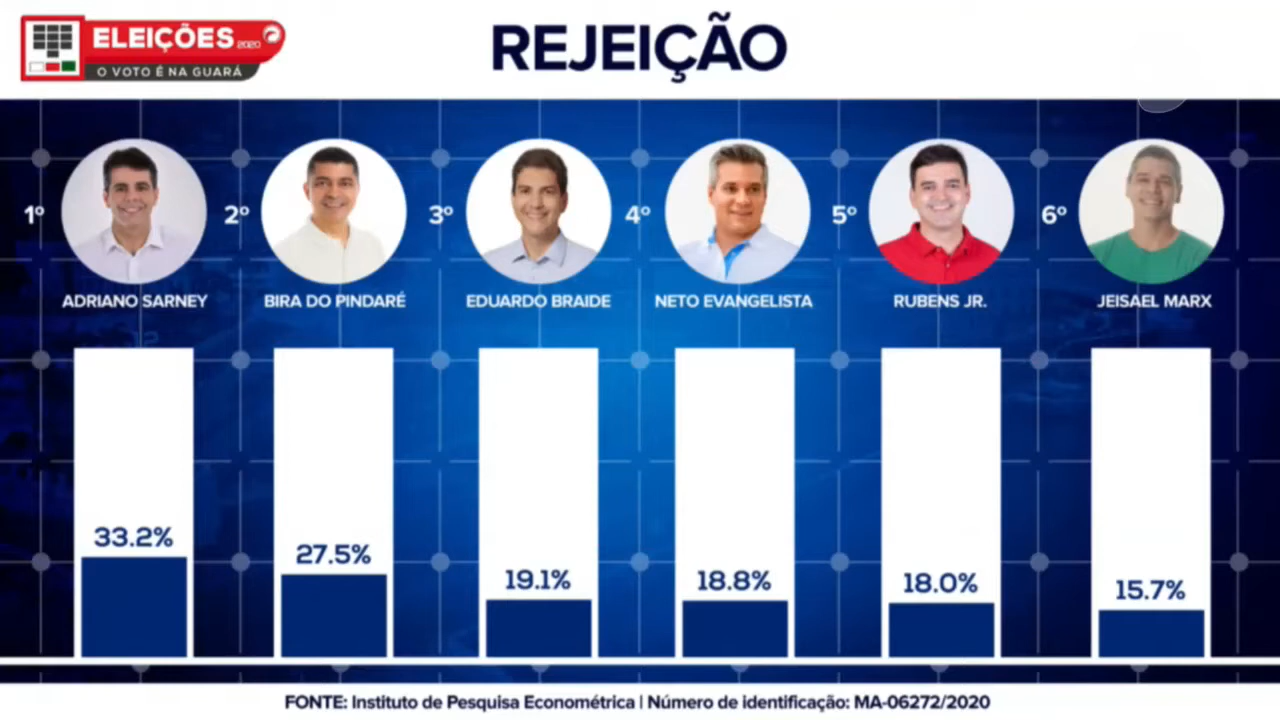 ELEIÇÕES 2020
O VOTO É NA GUARÁ
REJEIÇÃO
1º 2º 3º 4º 5º 6º
ADRIANO SARNEY BIRA DO PINDARÉ EDUARDO BRAIDE NETO EVANGELISTA RUBENS JR. JEISAEL MARX
33.2% 27.5% 19.1% 18.8% 18.0% 15.7%
FONTE: Instituto de Pesquisa Econométrica | Número de identificação: MA-06272/2020